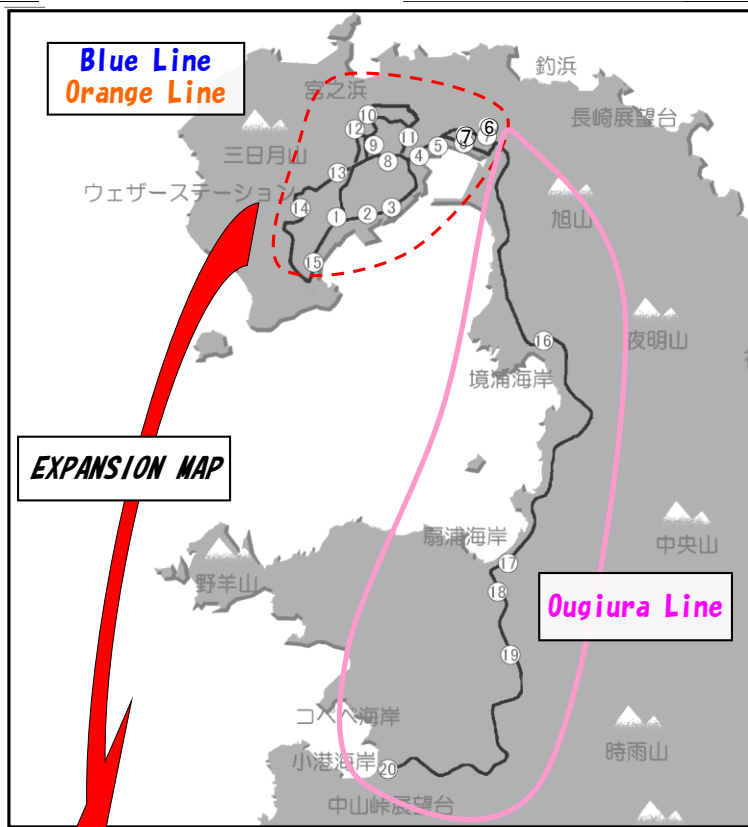 Blue Line
Orange Line
釣浜
宮之浜
長崎展望台
⑥
⑩
⑦
⑫
⑪
⑤
⑨
④
三日月山
⑧
⑬
ウェザーステーション
⑭
③
②
①
旭山
⑮
夜明山
⑯
境浦海岸
EXPANSION MAP
扇浦海岸
中央山
⑰
野羊山
⑱
Ougiura Line
⑲
コペペ海岸
時雨山
小港海岸
⑳
中山峠展望台